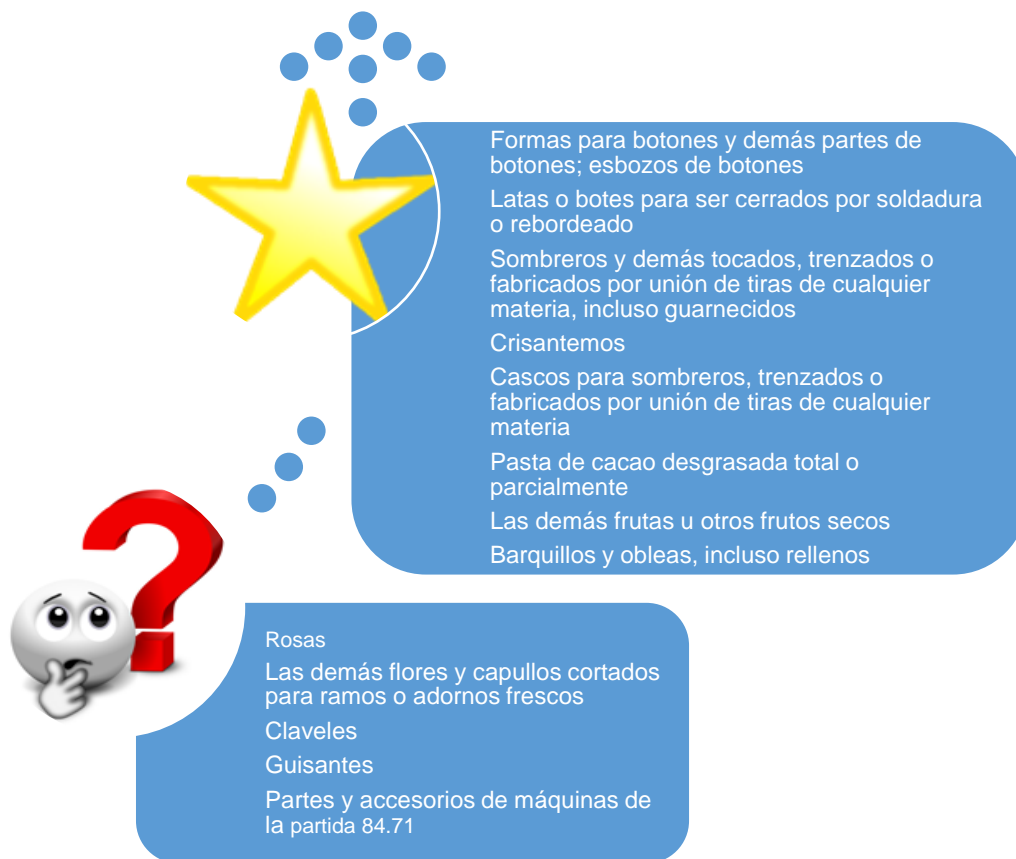 Formas para botones y demás partes de
botones; esbozos de botones
Latas o botes para ser cerrados por soldadura
o rebordeado
Sombreros y demás tocados, trenzados o
fabricados por unión de tiras de cualquier
materia, incluso guarnecidos
Crisantemos
Cascos para sombreros, trenzados o
fabricados por unión de tiras de cualquier
materia
Pasta de cacao desgrasada total o
parcialmente
Las demás frutas u otros frutos secos
Barquillos y obleas, incluso rellenos
Rosas
Las demás flores y capullos cortados
para ramos o adornos frescos
Claveles
Guisantes
Partes y accesorios de máquinas de
la partida 84.71